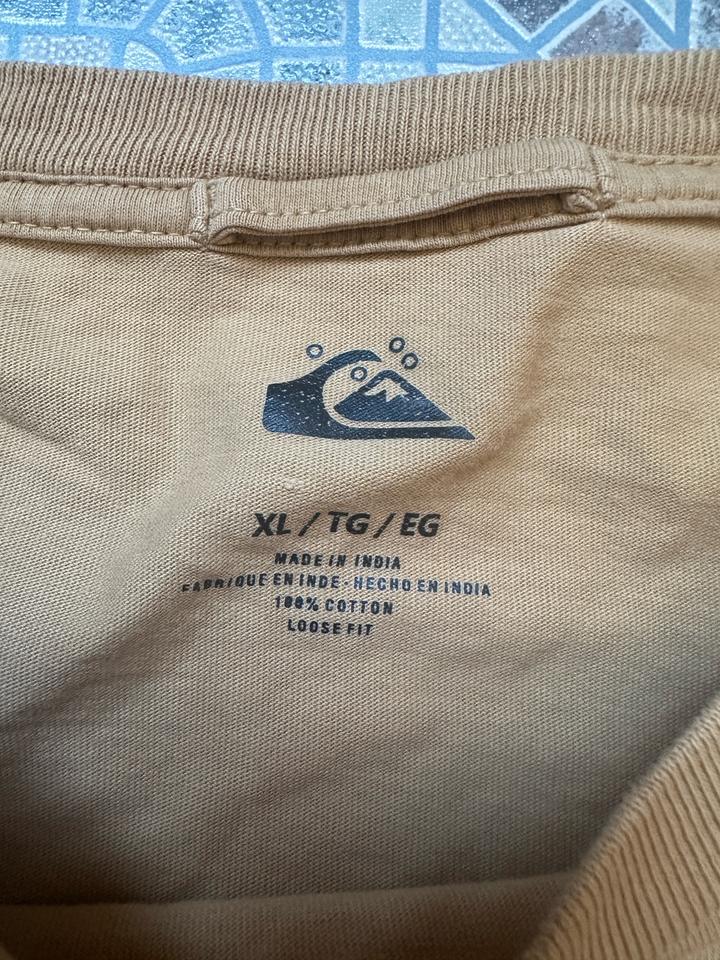 XL / TG / EG
MADE IN INDIA
FABRIQUE EN INDE - HECHO EN INDIA
100% COTTON
LOOSE FIT